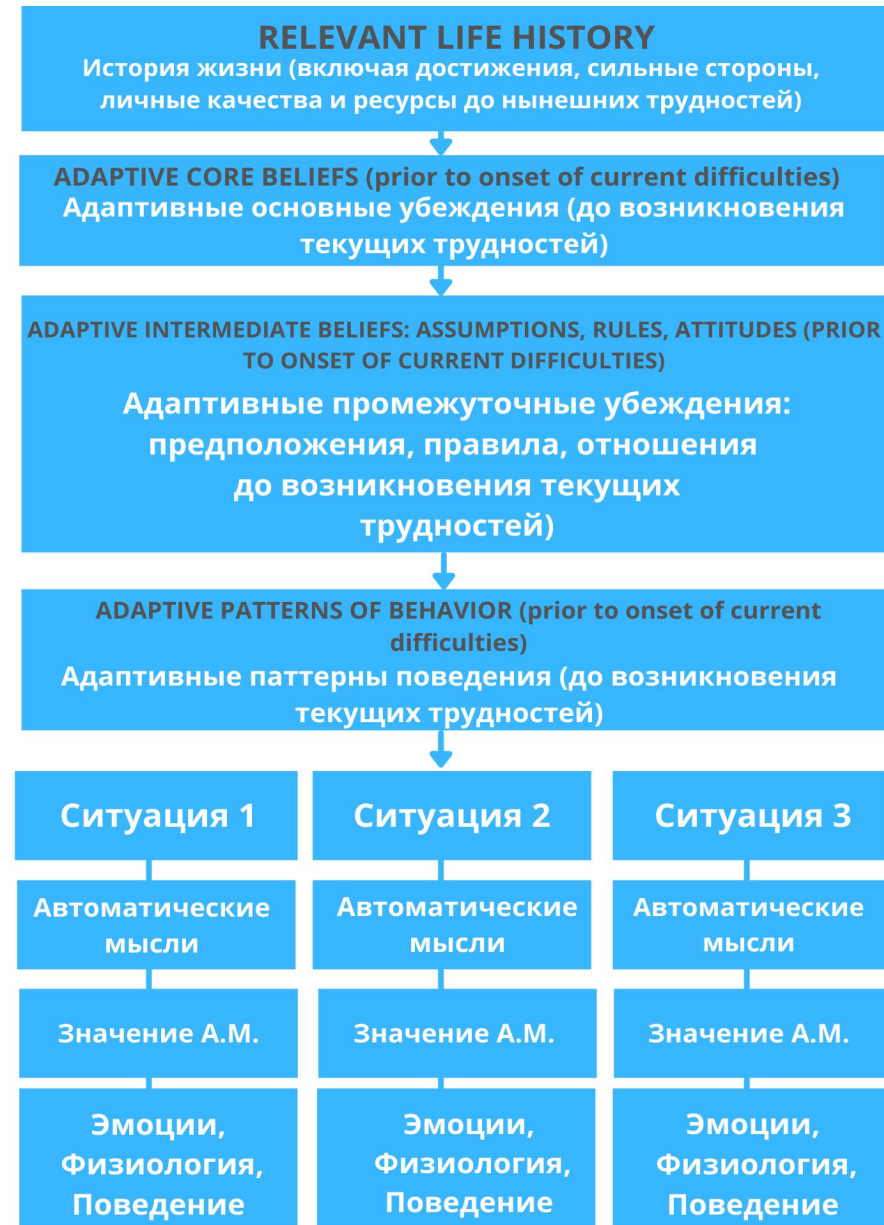 RELEVANT LIFE HISTORY
История жизни (включая достижения, сильные стороны,
личные качества и ресурсы до нынешних трудностей)
ADAPTIVE CORE BELIEFS (prior to onset of current difficulties)
Адаптивные основные убеждения (до возникновения
текущих трудностей)
ADAPTIVE INTERMEDIATE BELIEFS: ASSUMPTIONS, RULES, ATTITUDES (PRIOR
TO ONSET OF CURRENT DIFFICULTIES)
Адаптивные промежуточные убеждения:
предположения, правила, отношения
до возникновения текущих
трудностей)
ADAPTIVE PATTERNS OF BEHAVIOR (prior to onset of current
difficulties)
Адаптивные паттерны поведения (до возникновения
текущих трудностей)
Ситуация 1
Автоматические
мысли
Значение А.М.
Эмоции,
Физиология,
Поведение
Ситуация 2
Автоматические
мысли
Значение А.М.
Эмоции,
Физиология,
Поведение
Ситуация 3
Автоматические
мысли
Значение А.М.
Эмоции,
Физиология,
Поведение